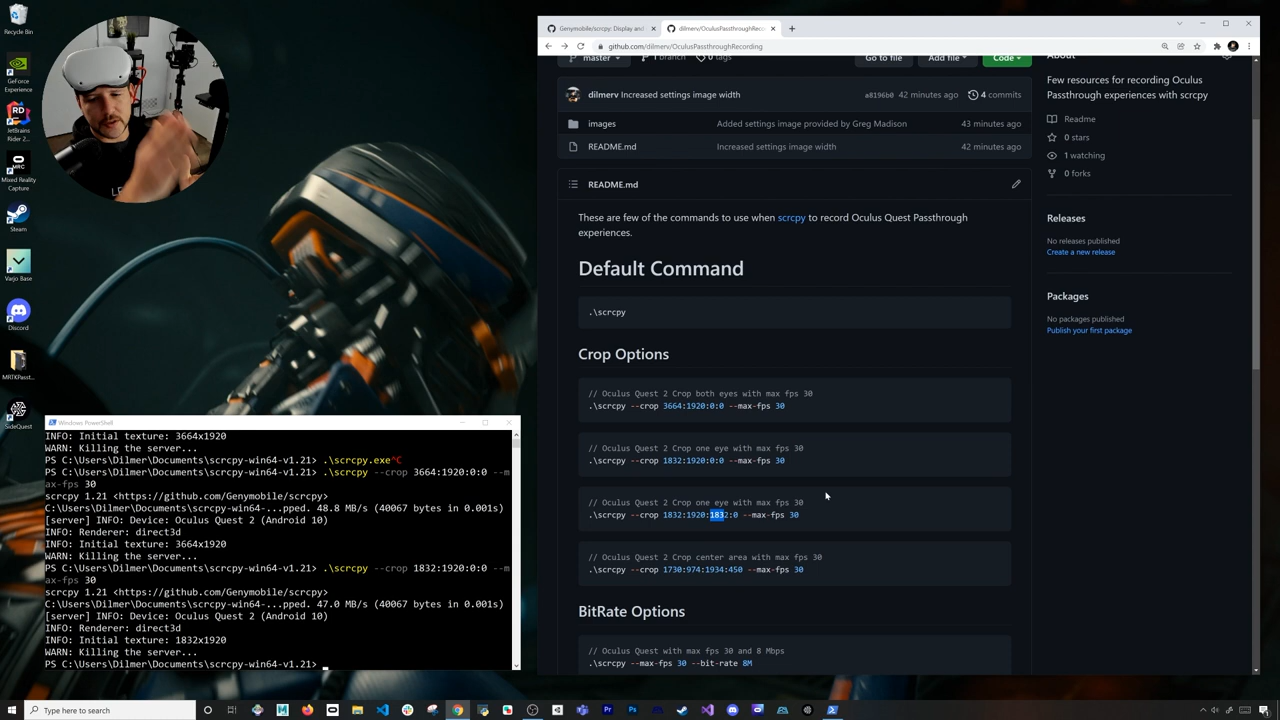 Recycle Bin
GeForce
Experience
JetBrains
Rider 2...
Mixed Reality
Capture
Steam
Varjo Base
Discord
MRTKPasst...
SideQuest
Windows PowerShell
INFO: Initial texture: 3664x1920
WARN: Killing the server...
PS C:\Users\Dilmer\Documents\scrcpy-win64-v1.21> .\scrcpy.exe^C
PS C:\Users\Dilmer\Documents\scrcpy-win64-v1.21> .\scrcpy --crop 3664:1920:0:0 --m
ax-fps 30
scrcpy 1.21 <https://github.com/Genymobile/scrcpy>
C:\Users\Dilmer\Documents\scrcpy-win64-...pped. 48.8 MB/s (40067 bytes in 0.001s)
[server] INFO: Device: Oculus Quest 2 (Android 10)
INFO: Renderer: direct3d
INFO: Initial texture: 3664x1920
WARN: Killing the server...
PS C:\Users\Dilmer\Documents\scrcpy-win64-v1.21> .\scrcpy --crop 1832:1920:0:0 --m
ax-fps 30
scrcpy 1.21 <https://github.com/Genymobile/scrcpy>
C:\Users\Dilmer\Documents\scrcpy-win64-...pped. 47.0 MB/s (40067 bytes in 0.001s)
[server] INFO: Device: Oculus Quest 2 (Android 10)
INFO: Renderer: direct3d
INFO: Initial texture: 1832x1920
WARN: Killing the server...
PS C:\Users\Dilmer\Documents\scrcpy-win64-v1.21>
Genymobile/scrcpy: Display and
dilmerv/OculusPassthroughReco
github.com/dilmerv/OculusPassthroughRecording
master
1 branch
0 tags
Go to file
Add file
Code
dilmerv Increased settings image width
a8196b0 42 minutes ago
4 commits
images
Added settings image provided by Greg Madison
43 minutes ago
README.md
Increased settings image width
42 minutes ago
README.md
These are few of the commands to use when scrcpy to record Oculus Quest Passthrough
experiences.
Default Command
.\scrcpy
Crop Options
// Oculus Quest 2 Crop both eyes with max fps 30
.\scrcpy --crop 3664:1920:0:0 --max-fps 30
// Oculus Quest 2 Crop one eye with max fps 30
.\scrcpy --crop 1832:1920:0:0 --max-fps 30
// Oculus Quest 2 Crop one eye with max fps 30
.\scrcpy --crop 1832:1920:1832:0 --max-fps 30
// Oculus Quest 2 Crop center area with max fps 30
.\scrcpy --crop 1730:974:1934:450 --max-fps 30
BitRate Options
// Oculus Quest with max fps 30 and 8 Mbps
.\scrcpy --max-fps 30 --bit-rate 8M
About
Few resources for recording Oculus
Passthrough experiences with scrcpy
Readme
0 stars
1 watching
0 forks
Releases
No releases published
Create a new release
Packages
No packages published
Publish your first package
Type here to search